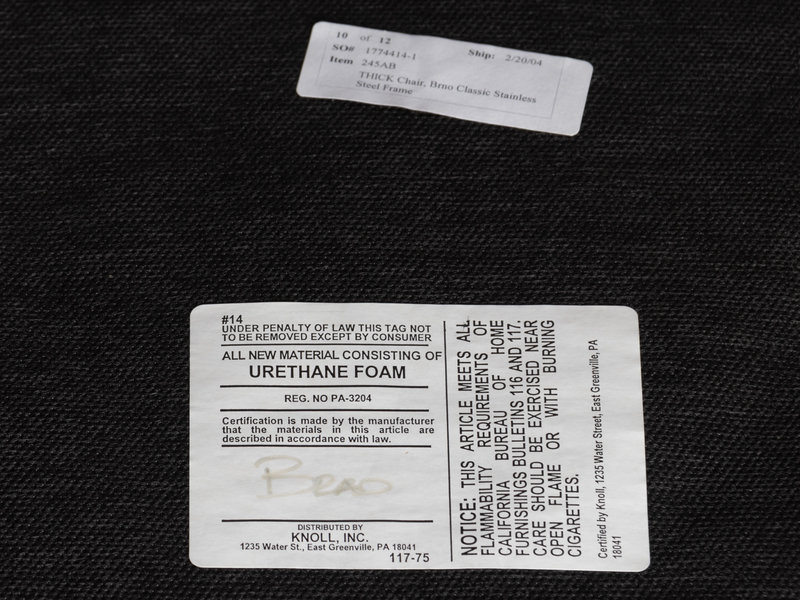 10 of 12
SO# 1774414-1 Ship: 2/20/04
Item 245AB
THICK Chair, Brno Classic Stainless
Steel Frame
#14
UNDER PENALTY OF LAW THIS TAG NOT
TO BE REMOVED EXCEPT BY CONSUMER
ALL NEW MATERIAL CONSISTING OF
URETHANE FOAM
REG. NO PA-3204
Certification is made by the manufacturer
that the materials in this article are
described in accordance with law.
DISTRIBUTED BY
KNOLL, INC.
1235 Water St., East Greenville, PA 18041
117-75
NOTICE: THIS ARTICLE MEETS ALL
FLAMMABILITY REQUIREMENTS OF
CALIFORNIA BUREAU OF HOME
FURNISHINGS BULLETINS 116 AND 117.
CARE SHOULD BE EXERCISED NEAR
OPEN FLAME OR WITH BURNING
CIGARETTES.
Certified by Knoll, 1235 Water Street, East Greenville, PA
18041